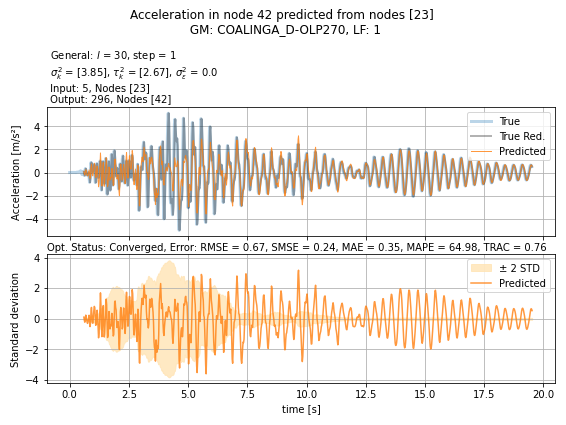 Acceleration in node 42 predicted from nodes [23]
GM: COALINGA_D-OLP270, LF: 1
General: l = 30, step = 1
σ²ₖ = [3.85], τ²ₖ = [2.67], σ²ε = 0.0
Input: 5, Nodes [23]
Output: 296, Nodes [42]
Acceleration [m/s²]
4
2
0
−2
−4
True
True Red.
Predicted
Opt. Status: Converged, Error: RMSE = 0.67, SMSE = 0.24, MAE = 0.35, MAPE = 64.98, TRAC = 0.76
Standard deviation
4
2
0
−2
−4
± 2 STD
Predicted
0.0 2.5 5.0 7.5 10.0 12.5 15.0 17.5 20.0
time [s]